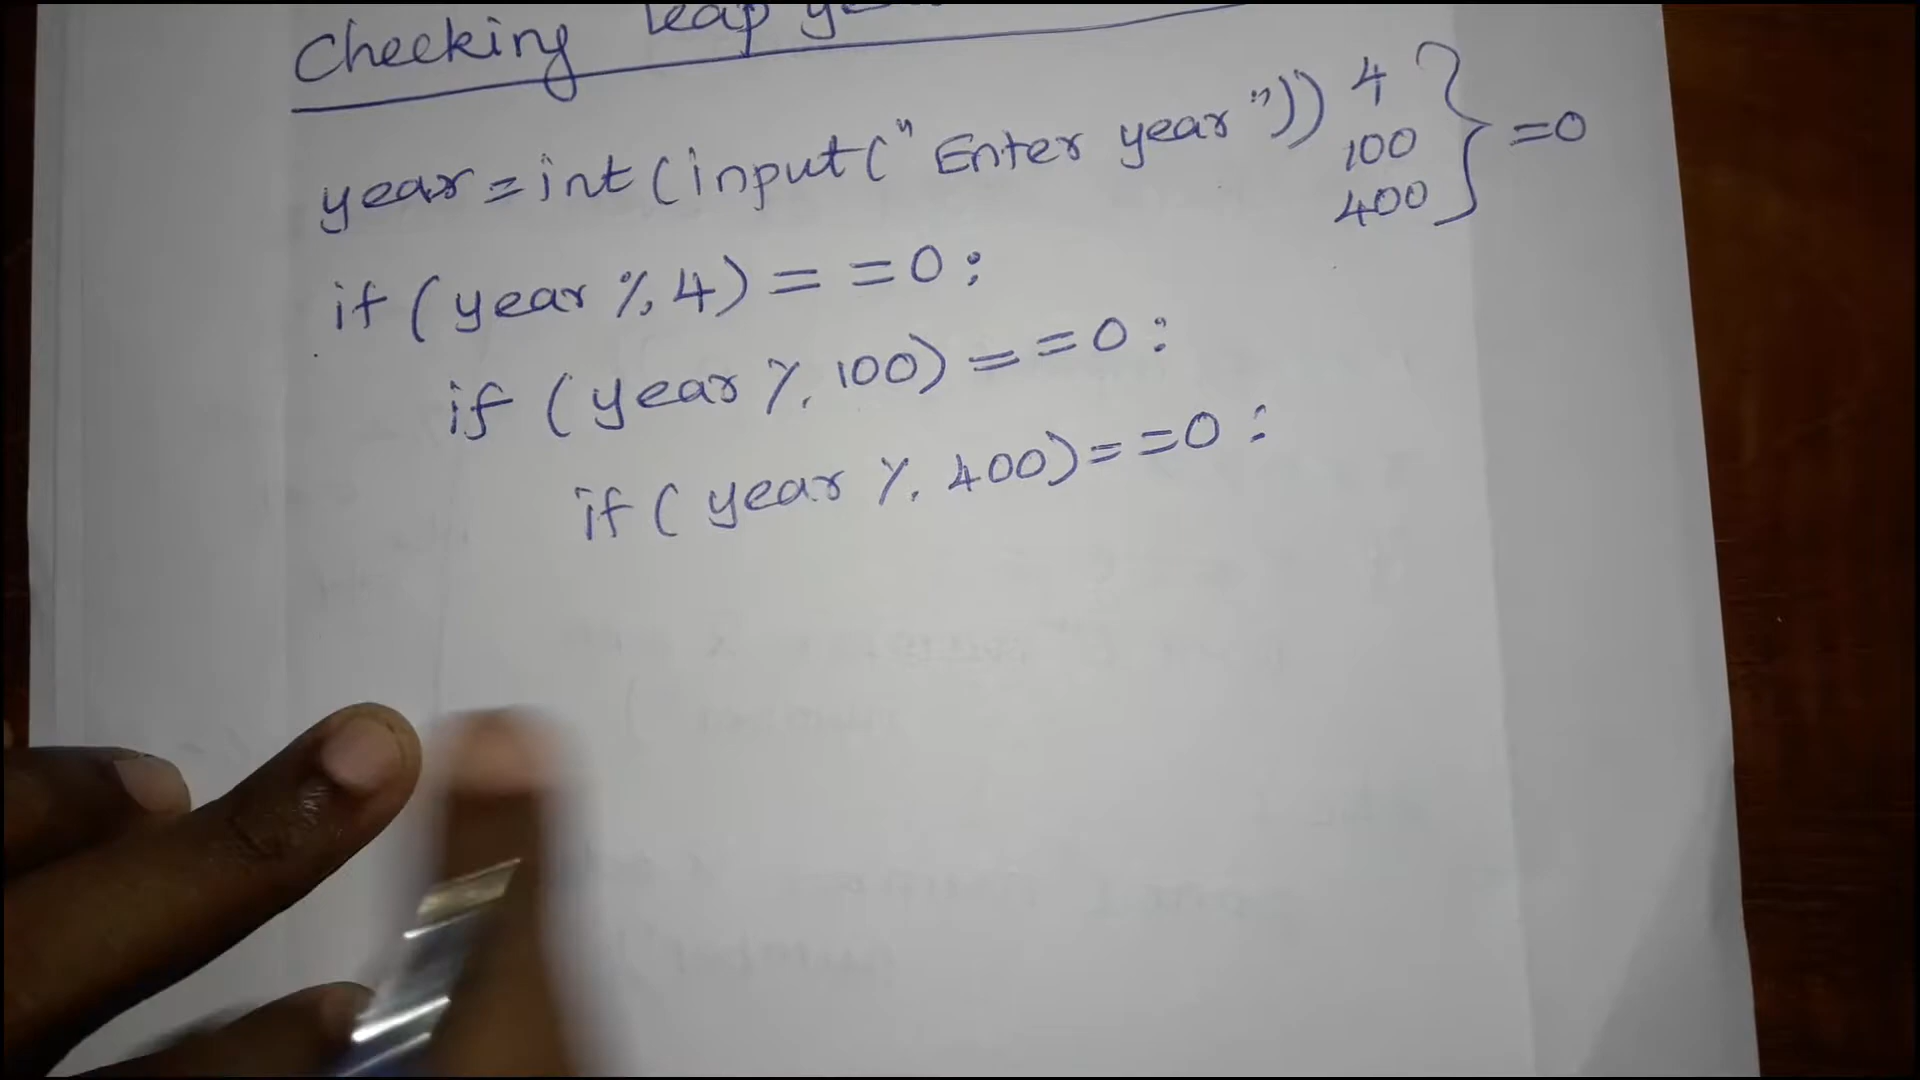 Checking leap
year=int(input("Enter year"))
4
100
400
} =0
if (year % 4) = =0:
if (year % 100) = =0:
if (year % 400) = =0: